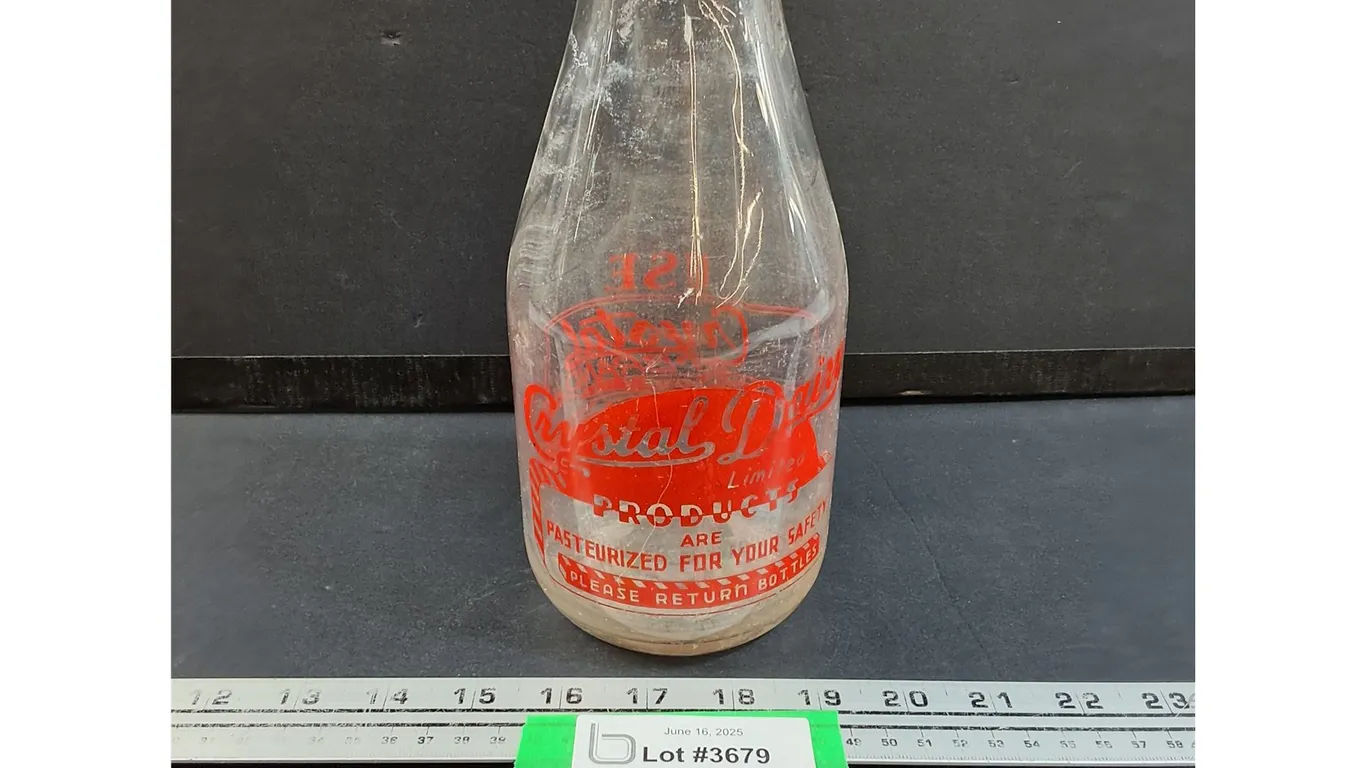 USE
Crystal
Crystal Dairy
Limited
PRODUCTS
ARE
PASTEURIZED FOR YOUR SAFETY
PLEASE RETURN BOTTLES
12 13 14 15 16 17 18 19 20 21 22 23
36 37 38 39 49 50 51 52 53 54 55 57 58
June 16, 2025
b Lot #3679